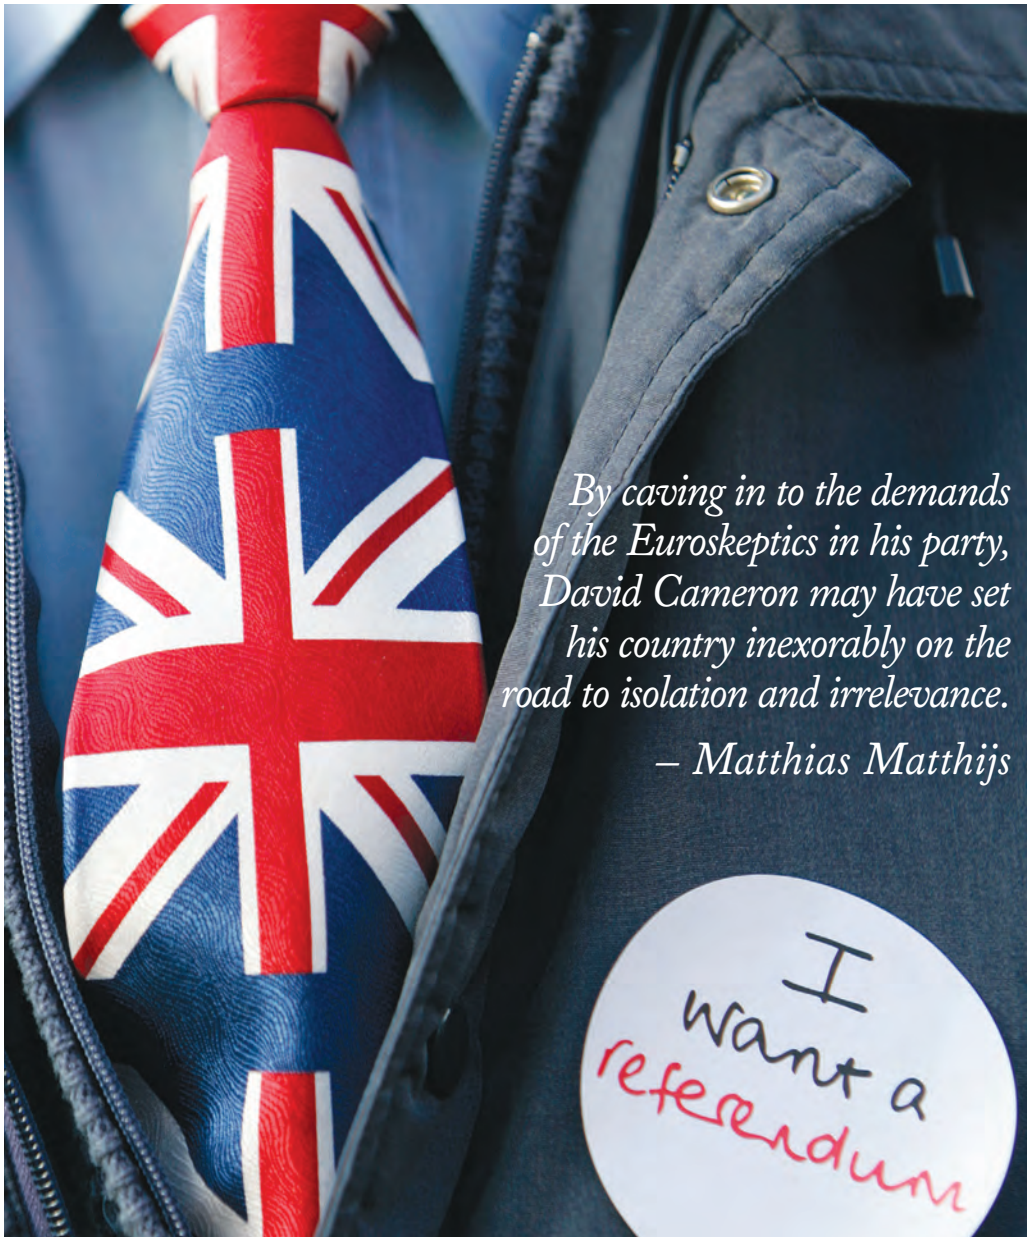 By caving in to the demands
of the Euroskeptics in his party,
David Cameron may have set
his country inexorably on the
road to isolation and irrelevance.
– Matthias Matthijs
I
want a
referendum